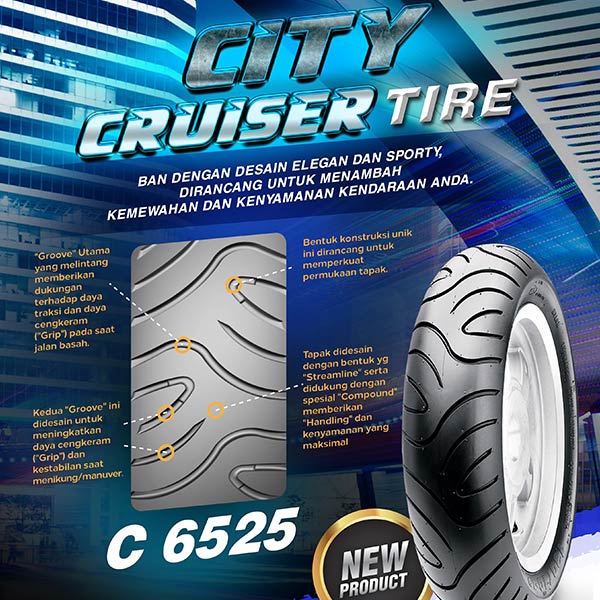 CITY
CRUISER TIRE
BAN DENGAN DESAIN ELEGAN DAN SPORTY,
DIRANCANG UNTUK MENAMBAH
KEMEWAHAN DAN KENYAMANAN KENDARAAN ANDA.
"Groove" Utama
yang melintang
memberikan
dukungan
terhadap daya
traksi dan daya
cengkeram
("Grip") pada saat
jalan basah.
Bentuk konstruksi unik
ini dirancang untuk
memperkuat
permukaan tapak.
Tapak didesain
dengan bentuk yg
"Streamline" serta
didukung dengan
spesial "Compound"
memberikan
"Handling" dan
kenyamanan yang
maksimal
Kedua "Groove" ini
didesain untuk
meningkatkan
daya cengkeram
("Grip") dan
kestabilan saat
menikung/manuver.
C 6525
NEW
PRODUCT